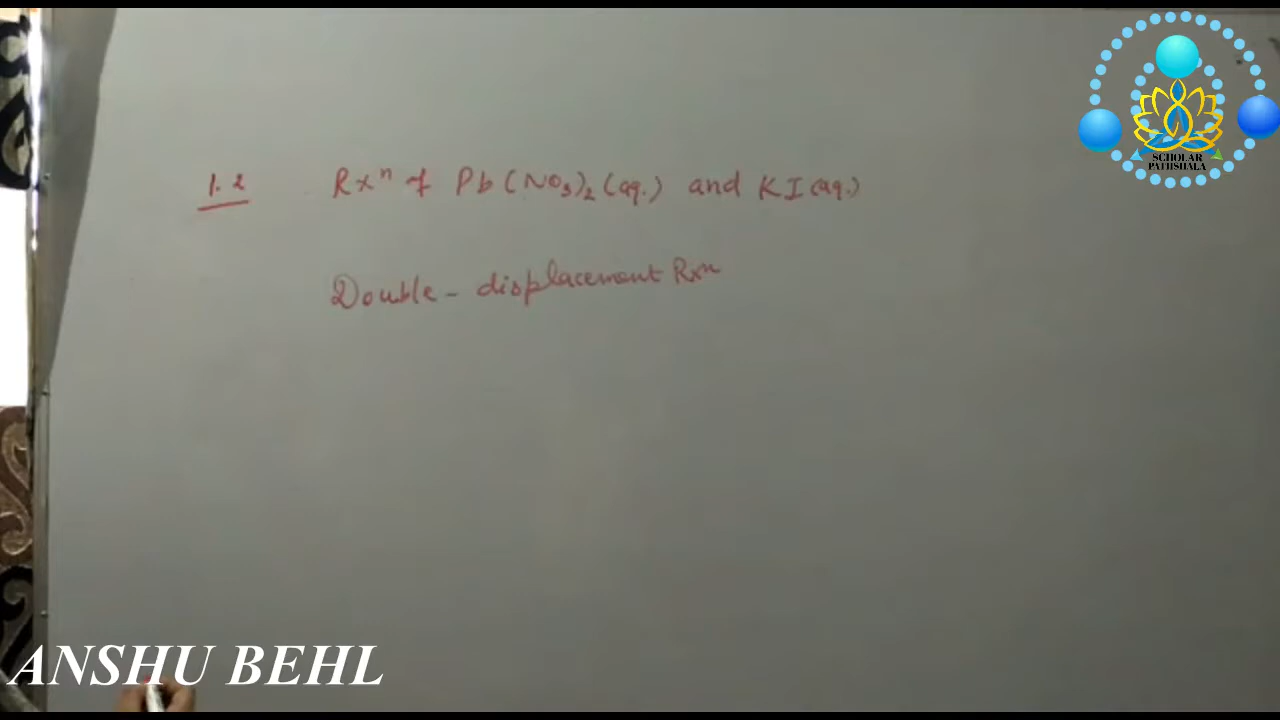 SCHOLAR
PATHSHALA
1.2 Rxⁿ of Pb(NO₃)₂(aq.) and KI(aq.)
Double - displacement Rxn
ANSHU BEHL